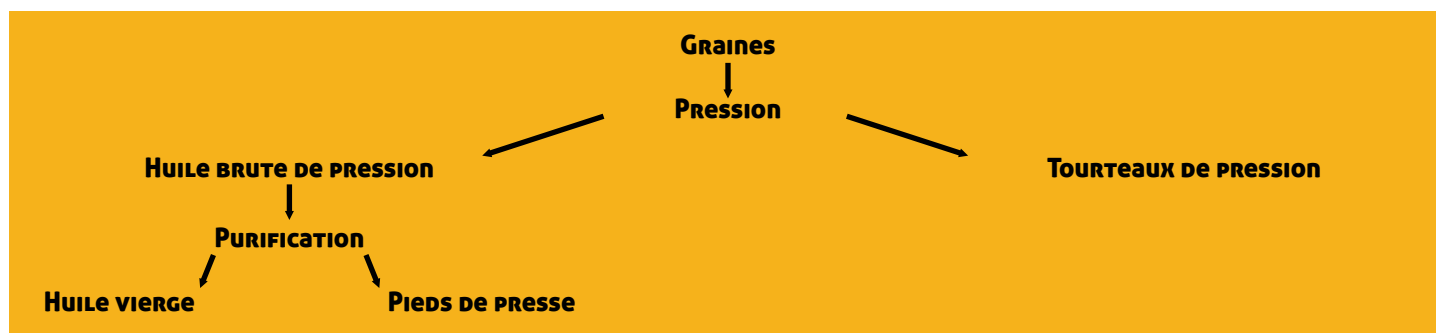 Graines
Pression
Huile brute de pression
Tourteaux de pression
Purification
Huile vierge
Pieds de presse